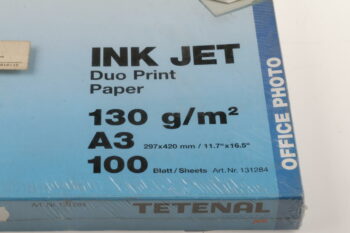 INK JET
Duo Print
Paper
130 g/m²
A3 297x420 mm / 11.7"x16.5"
100 Blatt/Sheets Art.Nr. 131284
OFFICE PHOTO
TETENAL